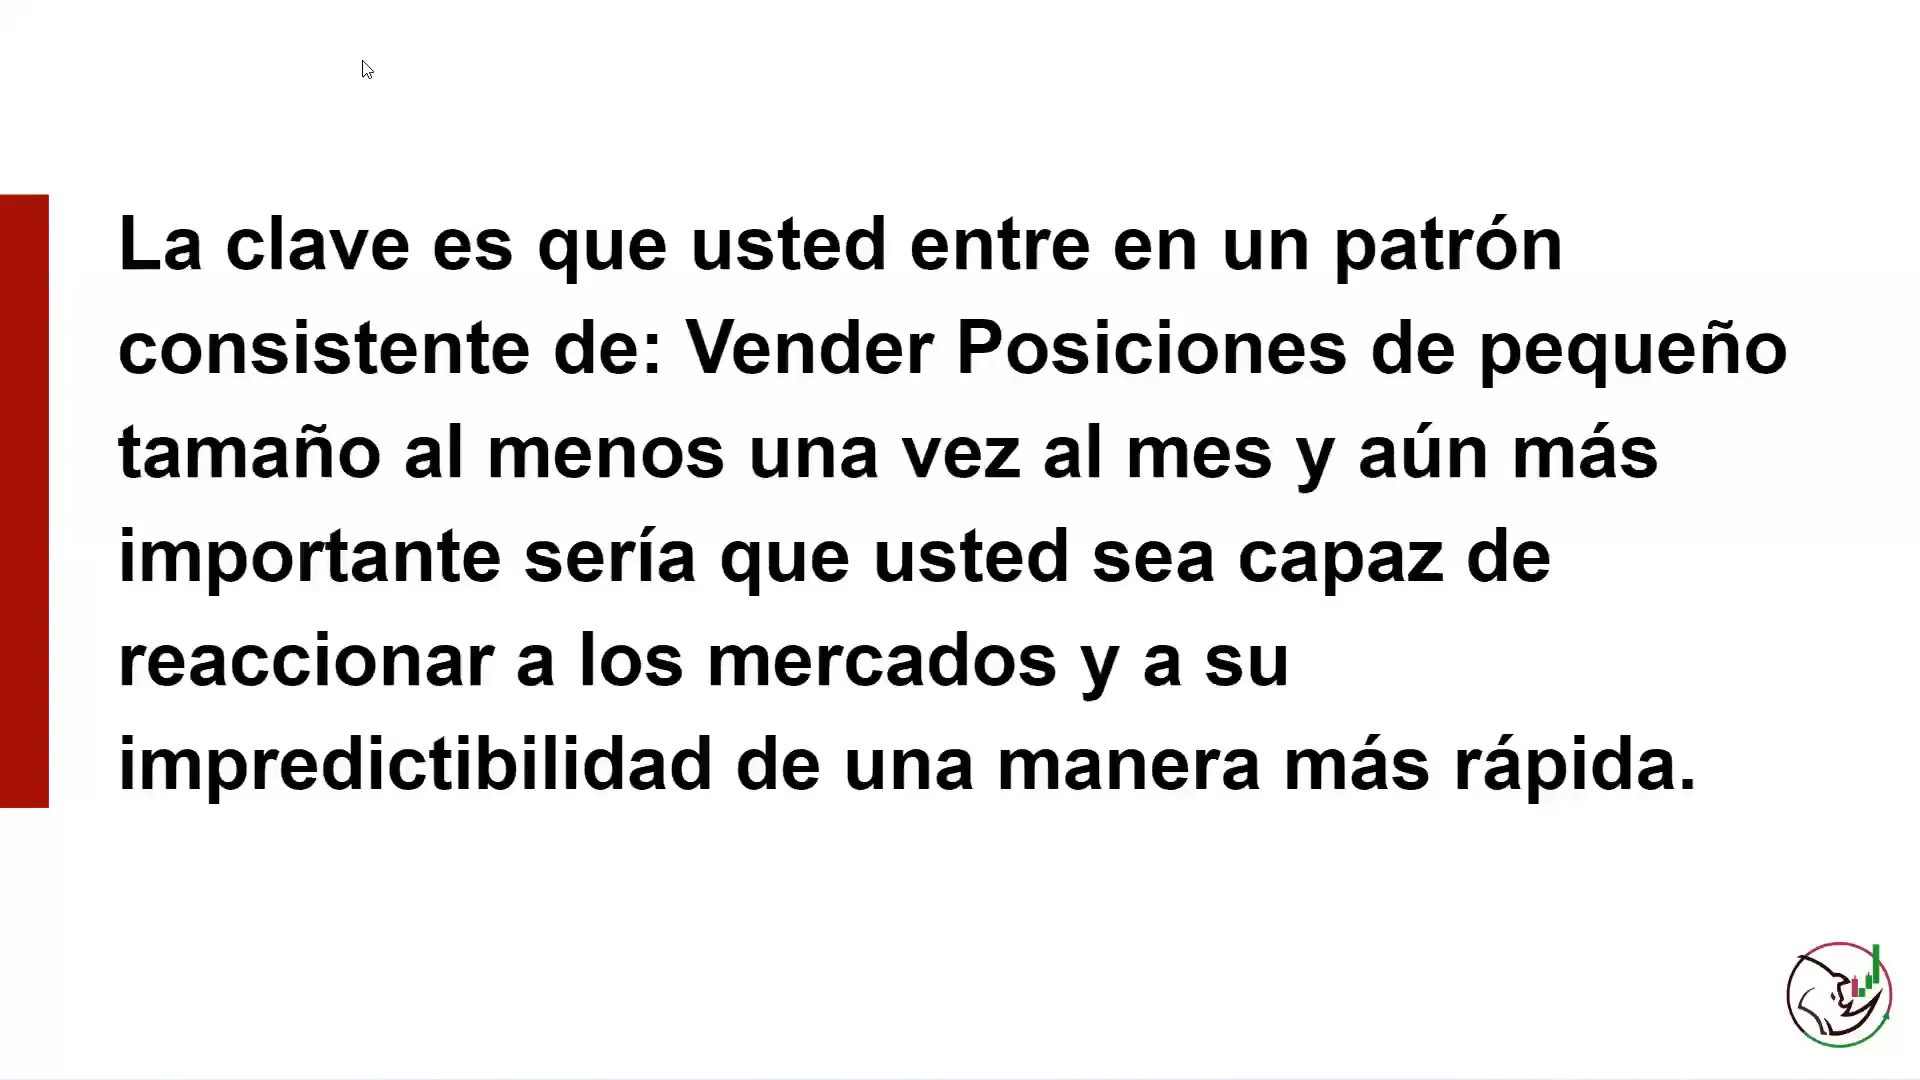 La clave es que usted entre en un patrón
consistente de: Vender Posiciones de pequeño
tamaño al menos una vez al mes y aún más
importante sería que usted sea capaz de
reaccionar a los mercados y a su
impredictibilidad de una manera más rápida.